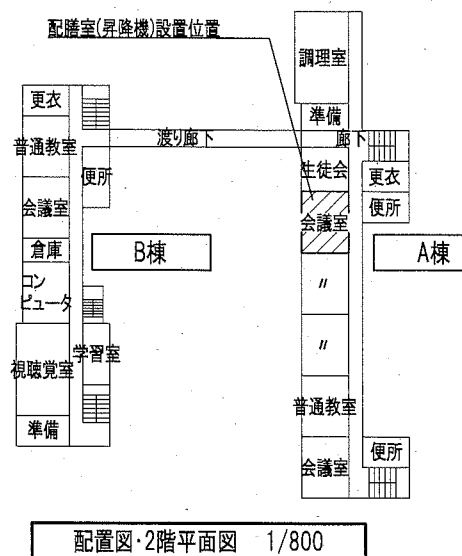 配膳室(昇降機)設置位置
調理室
準備
更衣
渡り廊下
廊下
普通教室
便所
生徒会
更衣
会議室
会議室
便所
倉庫
B棟
A棟
コン
ピュータ
〃
視聴覚室
学習室
〃
準備
普通教室
会議室
便所
配置図・2階平面図 1/800